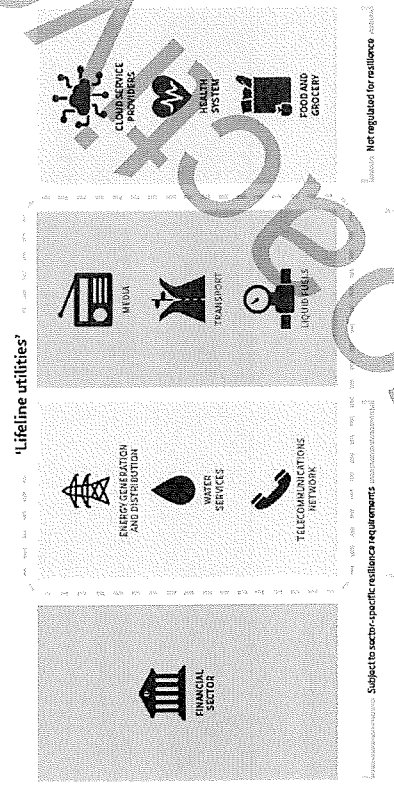 'Lifeline utilities'
FINANCIAL
SECTOR
ENERGY GENERATION
AND DISTRIBUTION
WATER
SERVICES
TELECOMMUNICATIONS
NETWORK
MEDIA
TRANSPORT
LIQUID FUELS
CLOUD SERVICE
PROVIDERS
HEALTH
SYSTEM
FOOD AND
GROCERY
Subject to sector-specific resilience requirements
Not regulated for resilience